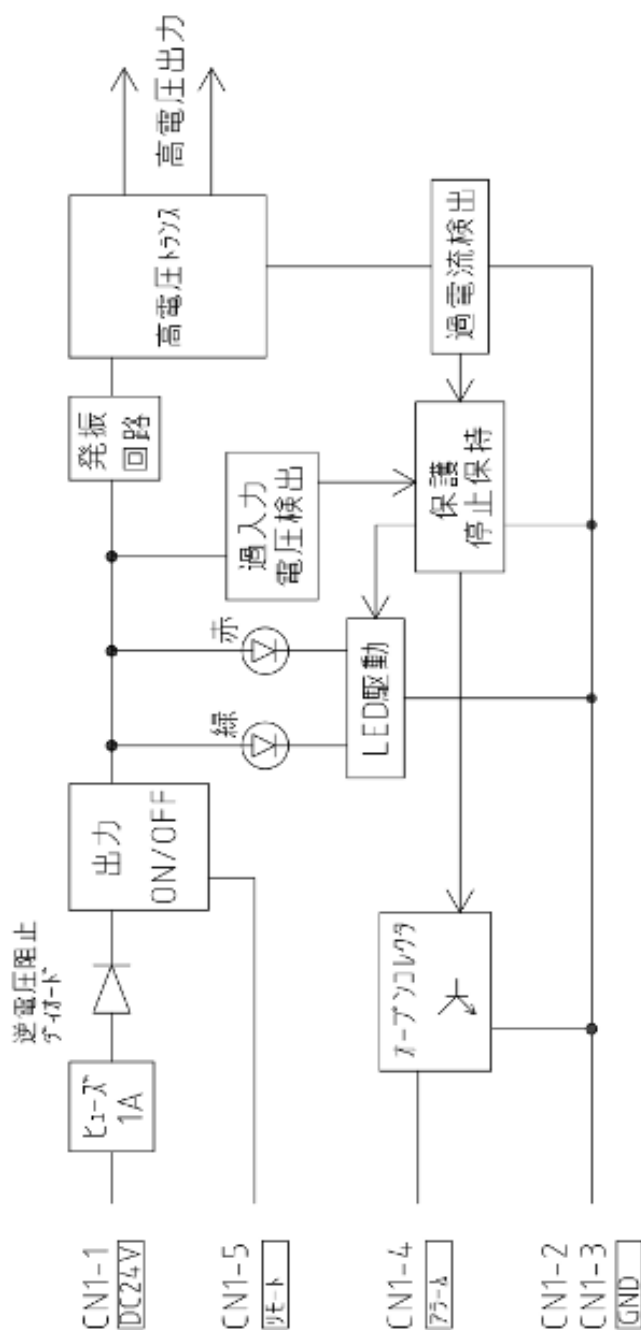 CN1-1
DC24V
ヒューズ
1A
逆電圧阻止
ダイオード
出力
ON/OFF
発振
回路
高電圧トランス
高電圧出力
CN1-5
リモート
緑
赤
過入力
電圧検出
LED駆動
保護
停止保持
過電流検出
CN1-4
アラーム
オープンコレクタ
CN1-2
CN1-3
GND